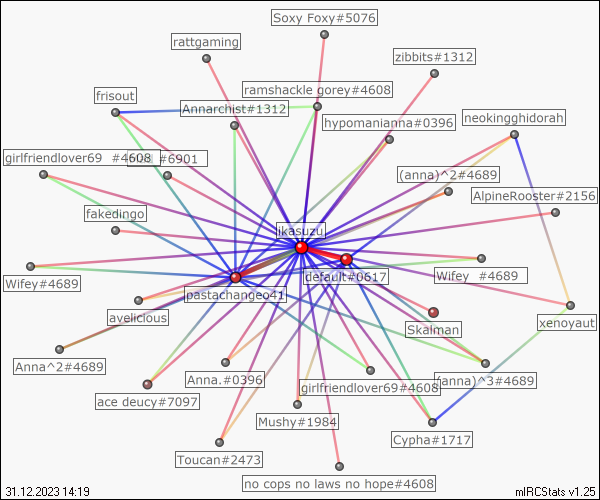 Soxy Foxy#5076
rattgaming
zibbits#1312
frisout
ramshackle gorey#4608
Annarchist#1312
neokingghidorah
hypomanianna#0396
girlfriendlover69 #4608
#6901
(anna)^2#4689
AlpineRooster#2156
fakedingo
ikasuzu
Wifey#4689
default#0617
Wifey #4689
pastachangeo41
avelicious
Skaiman
xenoyaut
Anna^2#4689
Anna.#0396
(anna)^3#4689
girlfriendlover69#4608
ace deucy#7097
Mushy#1984
Cypha#1717
Toucan#2473
no cops no laws no hope#4608
31.12.2023 14:19
mIRCStats v1.25